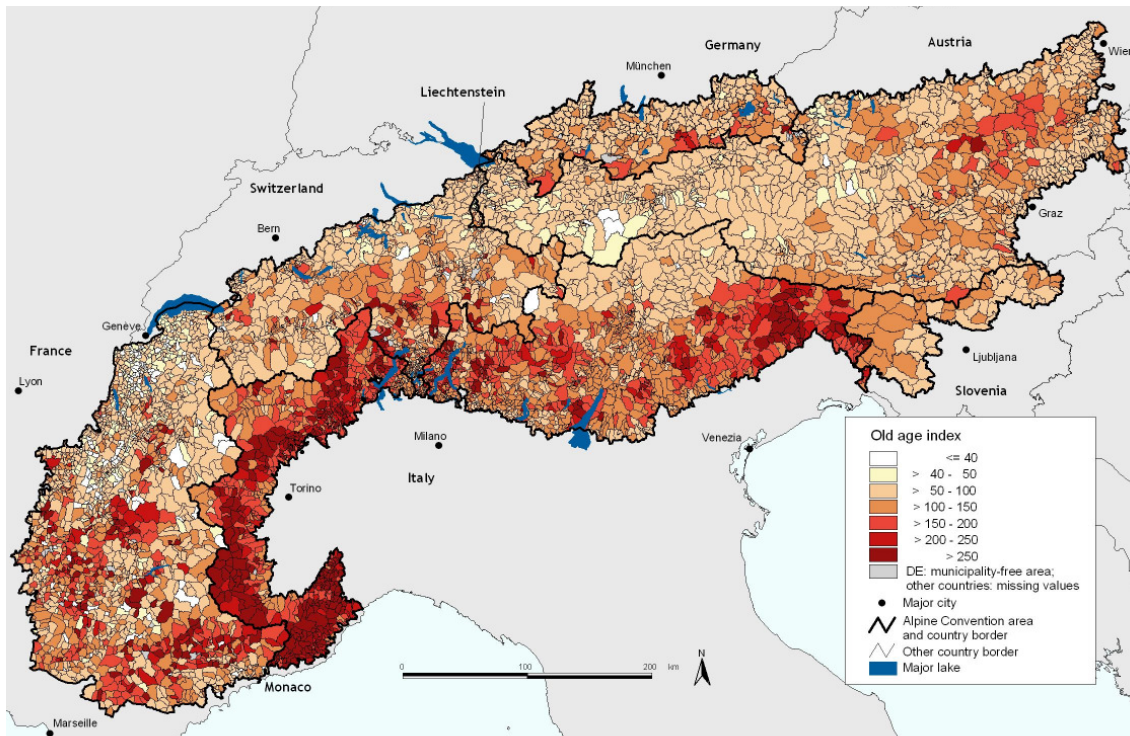 Germany
Austria
Wien
München
Liechtenstein
Switzerland
Bern
Graz
Genève
France
Lyon
Ljubljana
Slovenia
Milano
Venezia
Italy
Torino
Monaco
Marseille
Old age index
<= 40
> 40 - 50
> 50 - 100
> 100 - 150
> 150 - 200
> 200 - 250
> 250
DE: municipality-free area;
other countries: missing values
Major city
Alpine Convention area
and country border
Other country border
Major lake
0 100 200 km
N